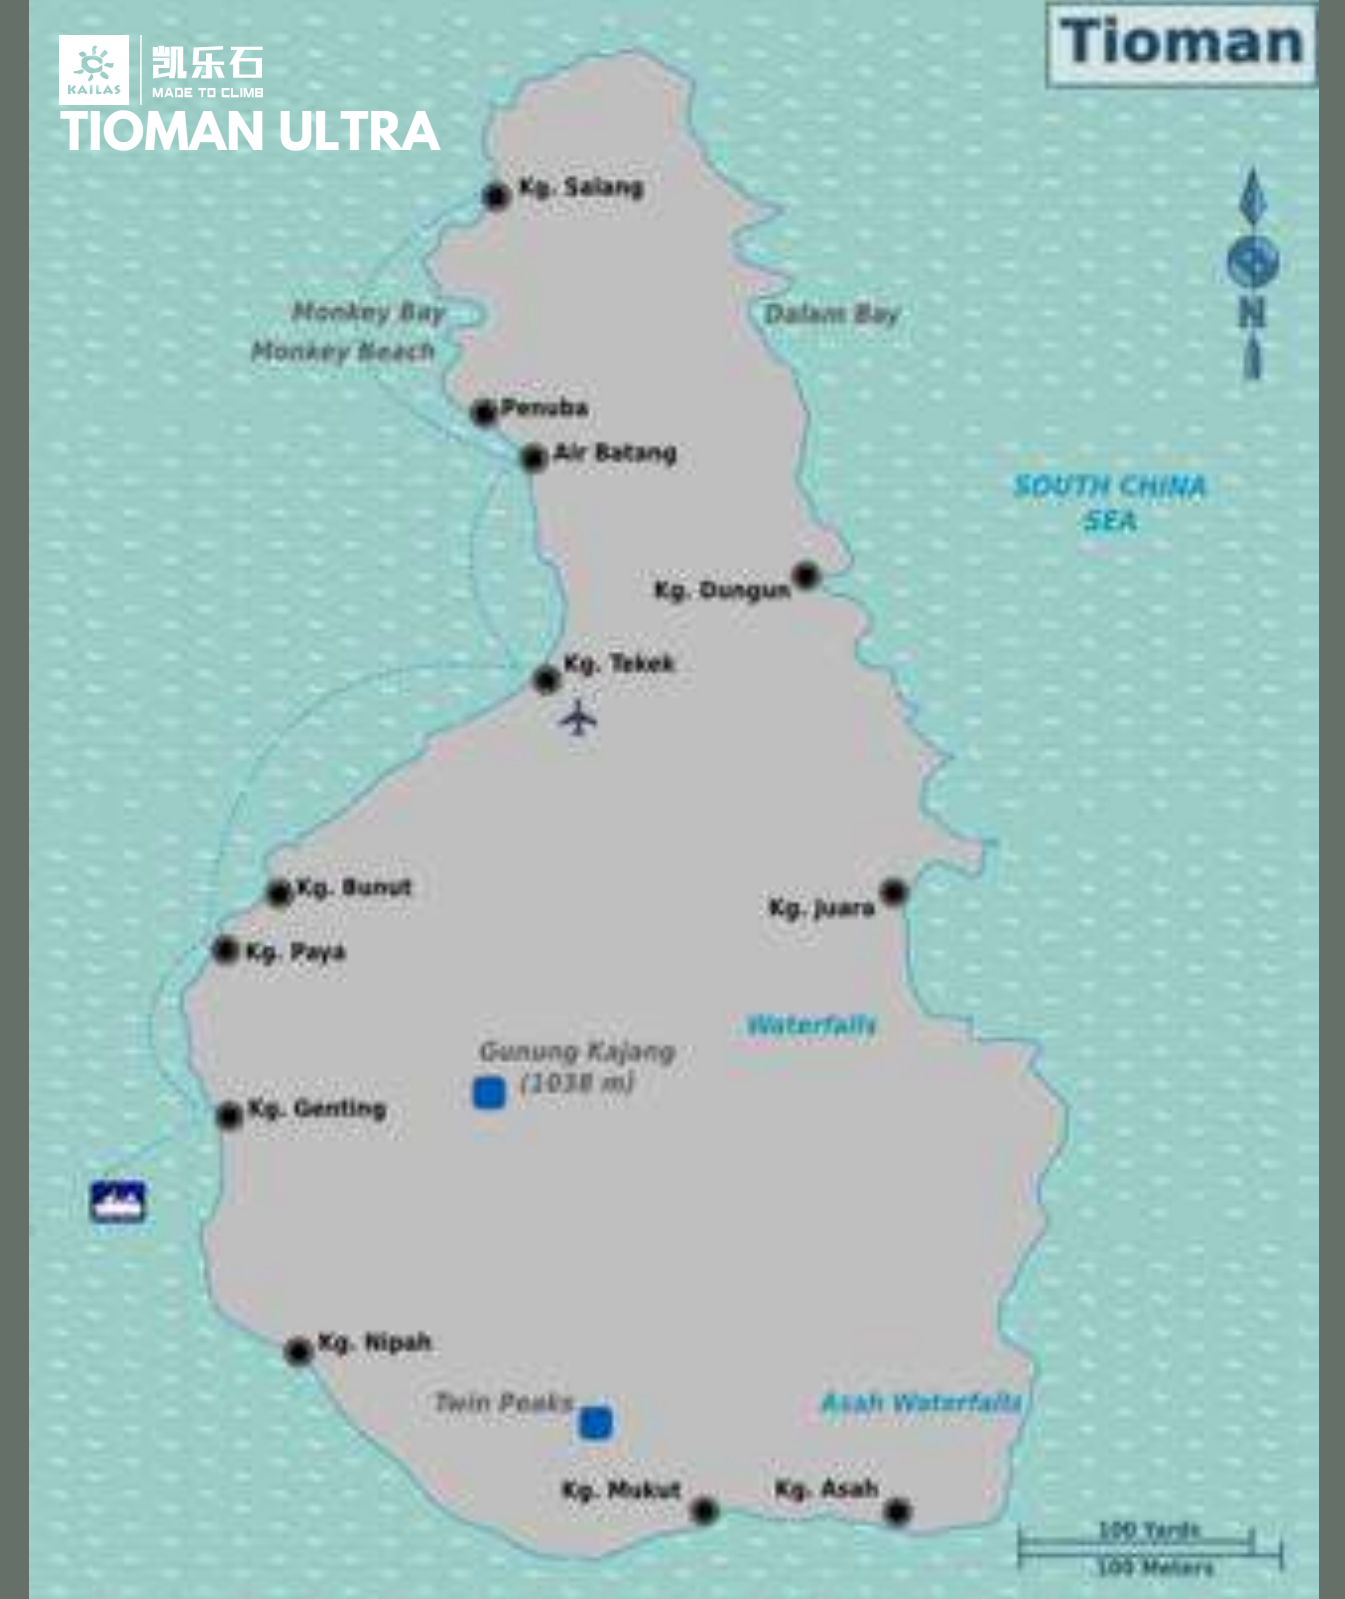 Tioman
KAILAS
凯乐石
MADE TO CLIMB
TIOMAN ULTRA
Kg. Salang
Monkey Bay
Dalam Bay
Monkey Beach
Penuba
Air Batang
SOUTH CHINA
SEA
N
Kg. Dungun
Kg. Tekek
Kg. Bunut
Kg. Juara
Kg. Paya
Waterfalls
Gunung Kajang
(1038 m)
Kg. Genting
Kg. Nipah
Twin Peaks
Asah Waterfalls
Kg. Mukut
Kg. Asah
100 Yards
100 Meters